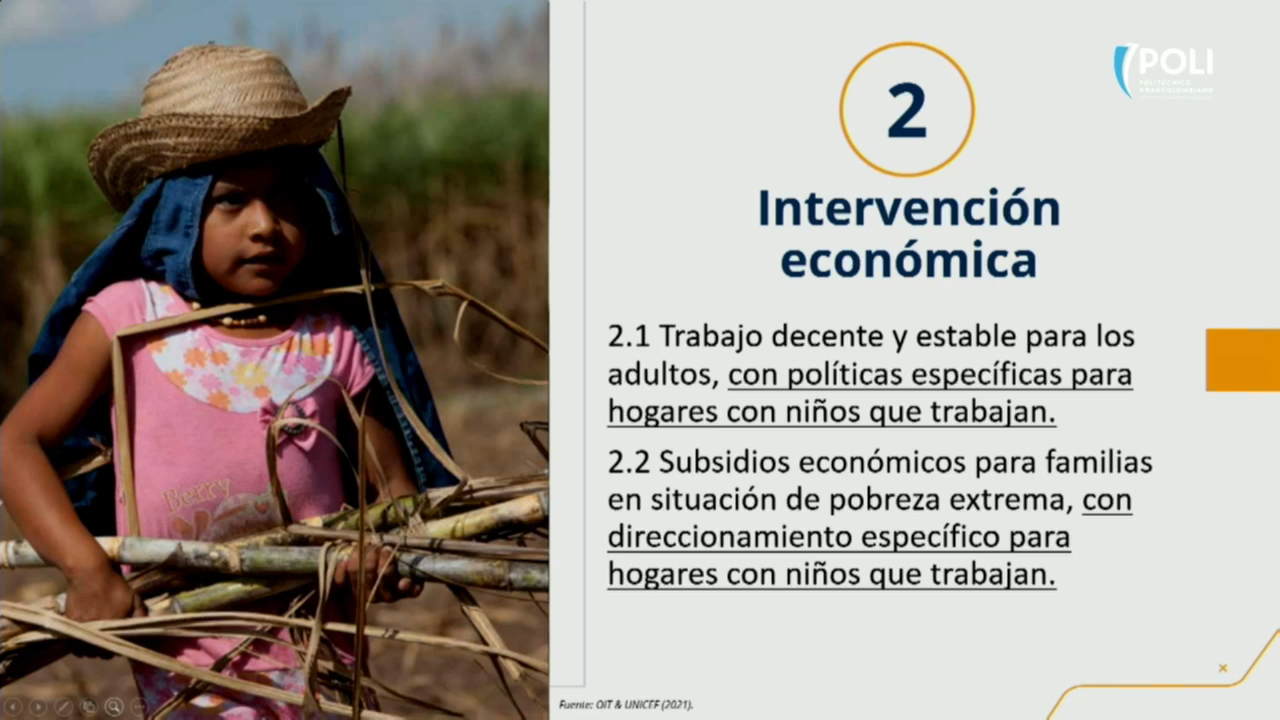 POLI
POLITÉCNICO
GRANCOLOMBIANO
2
Intervención
económica
2.1 Trabajo decente y estable para los
adultos, con políticas específicas para
hogares con niños que trabajan.
2.2 Subsidios económicos para familias
en situación de pobreza extrema, con
direccionamiento específico para
hogares con niños que trabajan.
Berry
Fuente: OIT & UNICEF (2021).